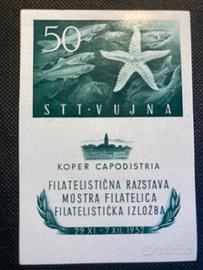 50
STT·VUJNA
KOPER CAPODISTRIA
FILATELISTIČNA RAZSTAVA
MOSTRA FILATELICA
FILATELISTIČKA IZLOŽBA
29 XI - 7 XII 1952